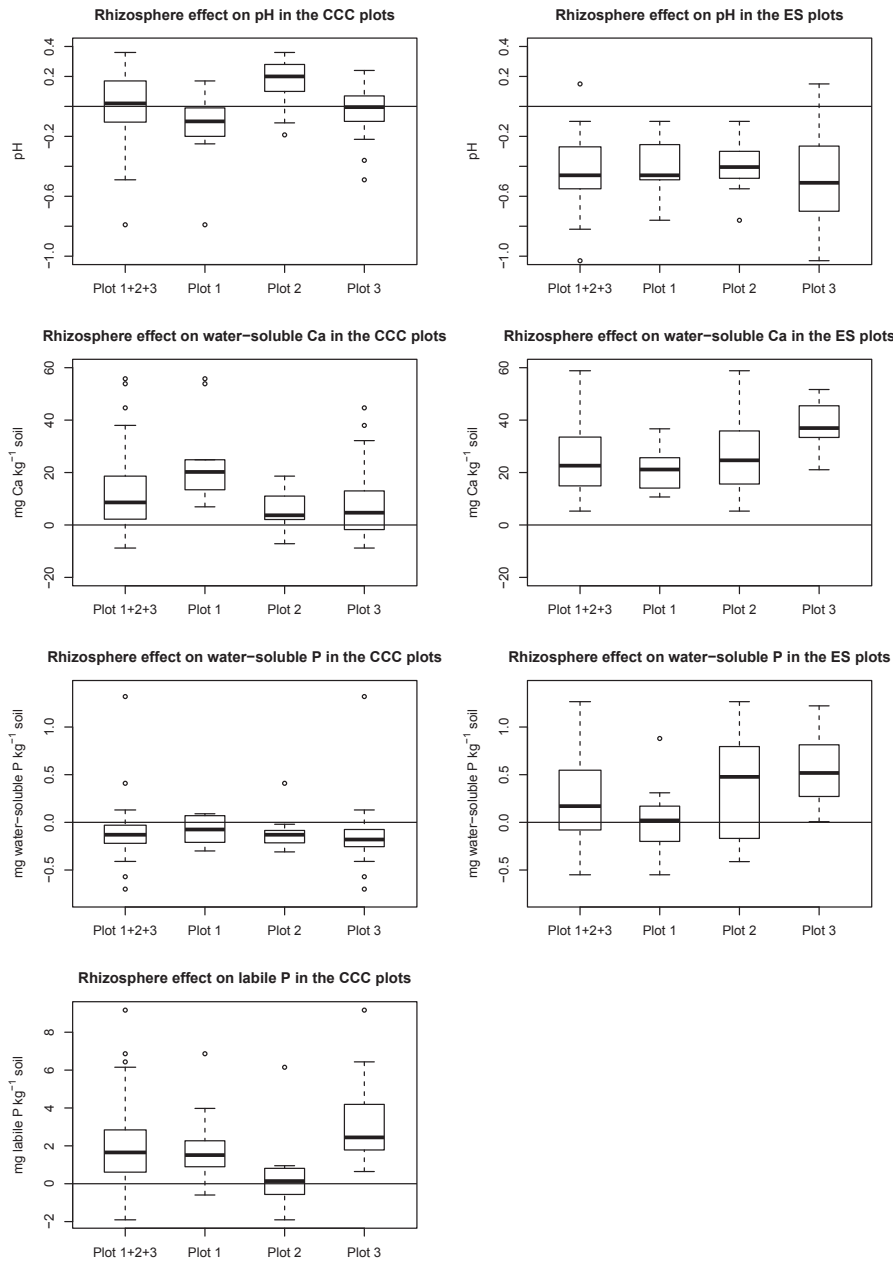 Rhizosphere effect on pH in the CCC plots
0.4
0.2
−0.2
−0.6
−1.0
pH
Plot 1+2+3 Plot 1 Plot 2 Plot 3
Rhizosphere effect on pH in the ES plots
0.4
0.2
−0.2
−0.6
−1.0
pH
Plot 1+2+3 Plot 1 Plot 2 Plot 3
Rhizosphere effect on water−soluble Ca in the CCC plots
60
40
20
0
−20
mg Ca kg⁻¹ soil
Plot 1+2+3 Plot 1 Plot 2 Plot 3
Rhizosphere effect on water−soluble Ca in the ES plots
60
40
20
0
−20
mg Ca kg⁻¹ soil
Plot 1+2+3 Plot 1 Plot 2 Plot 3
Rhizosphere effect on water−soluble P in the CCC plots
1.0
0.5
0.0
−0.5
mg water−soluble P kg⁻¹ soil
Plot 1+2+3 Plot 1 Plot 2 Plot 3
Rhizosphere effect on water−soluble P in the ES plots
1.0
0.5
0.0
−0.5
mg water−soluble P kg⁻¹ soil
Plot 1+2+3 Plot 1 Plot 2 Plot 3
Rhizosphere effect on labile P in the CCC plots
8
6
4
2
0
−2
mg labile P kg⁻¹ soil
Plot 1+2+3 Plot 1 Plot 2 Plot 3